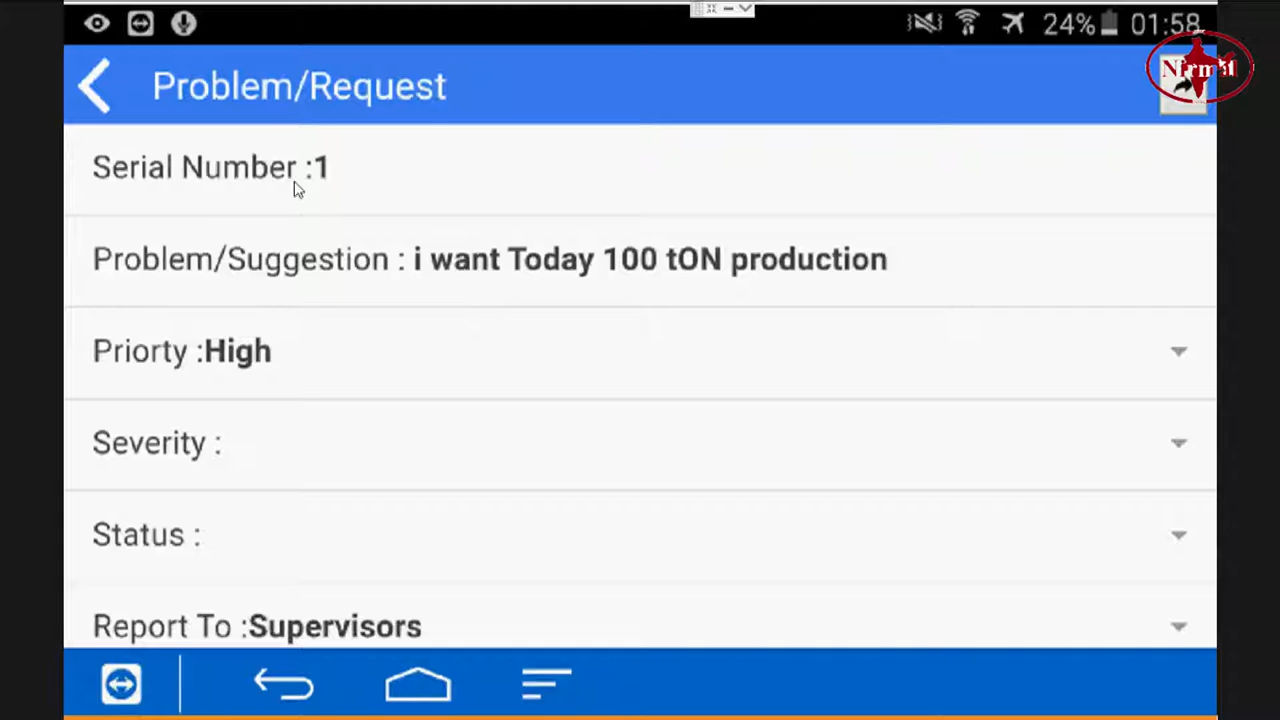 24% 01:58
Problem/Request
Nirmal
Serial Number :1
Problem/Suggestion : i want Today 100 tON production
Priorty :High
Severity :
Status :
Report To :Supervisors